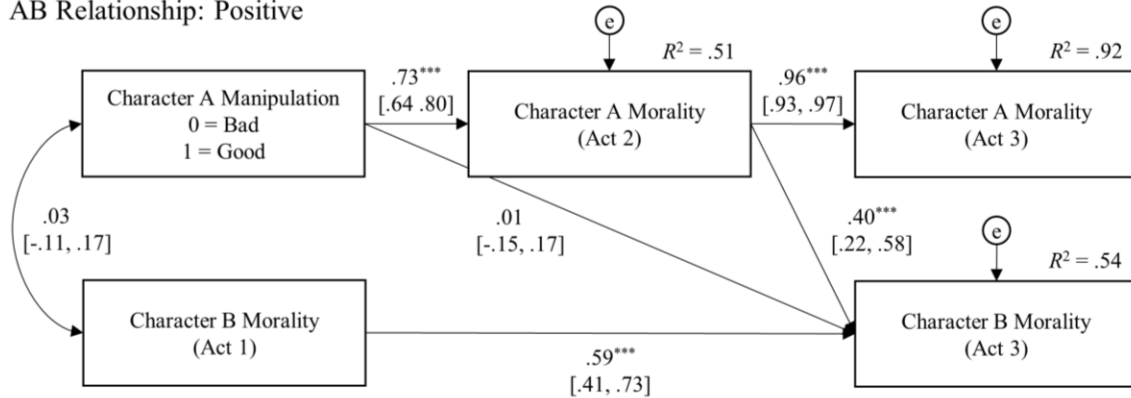 AB Relationship: Positive
e
e
R² = .51
R² = .92
Character A Manipulation
0 = Bad
1 = Good
.73***
[.64 .80]
Character A Morality
(Act 2)
.96***
[.93, .97]
Character A Morality
(Act 3)
.03
[-.11, .17]
.01
[-.15, .17]
.40***
[.22, .58]
e
R² = .54
Character B Morality
(Act 1)
.59***
[.41, .73]
Character B Morality
(Act 3)